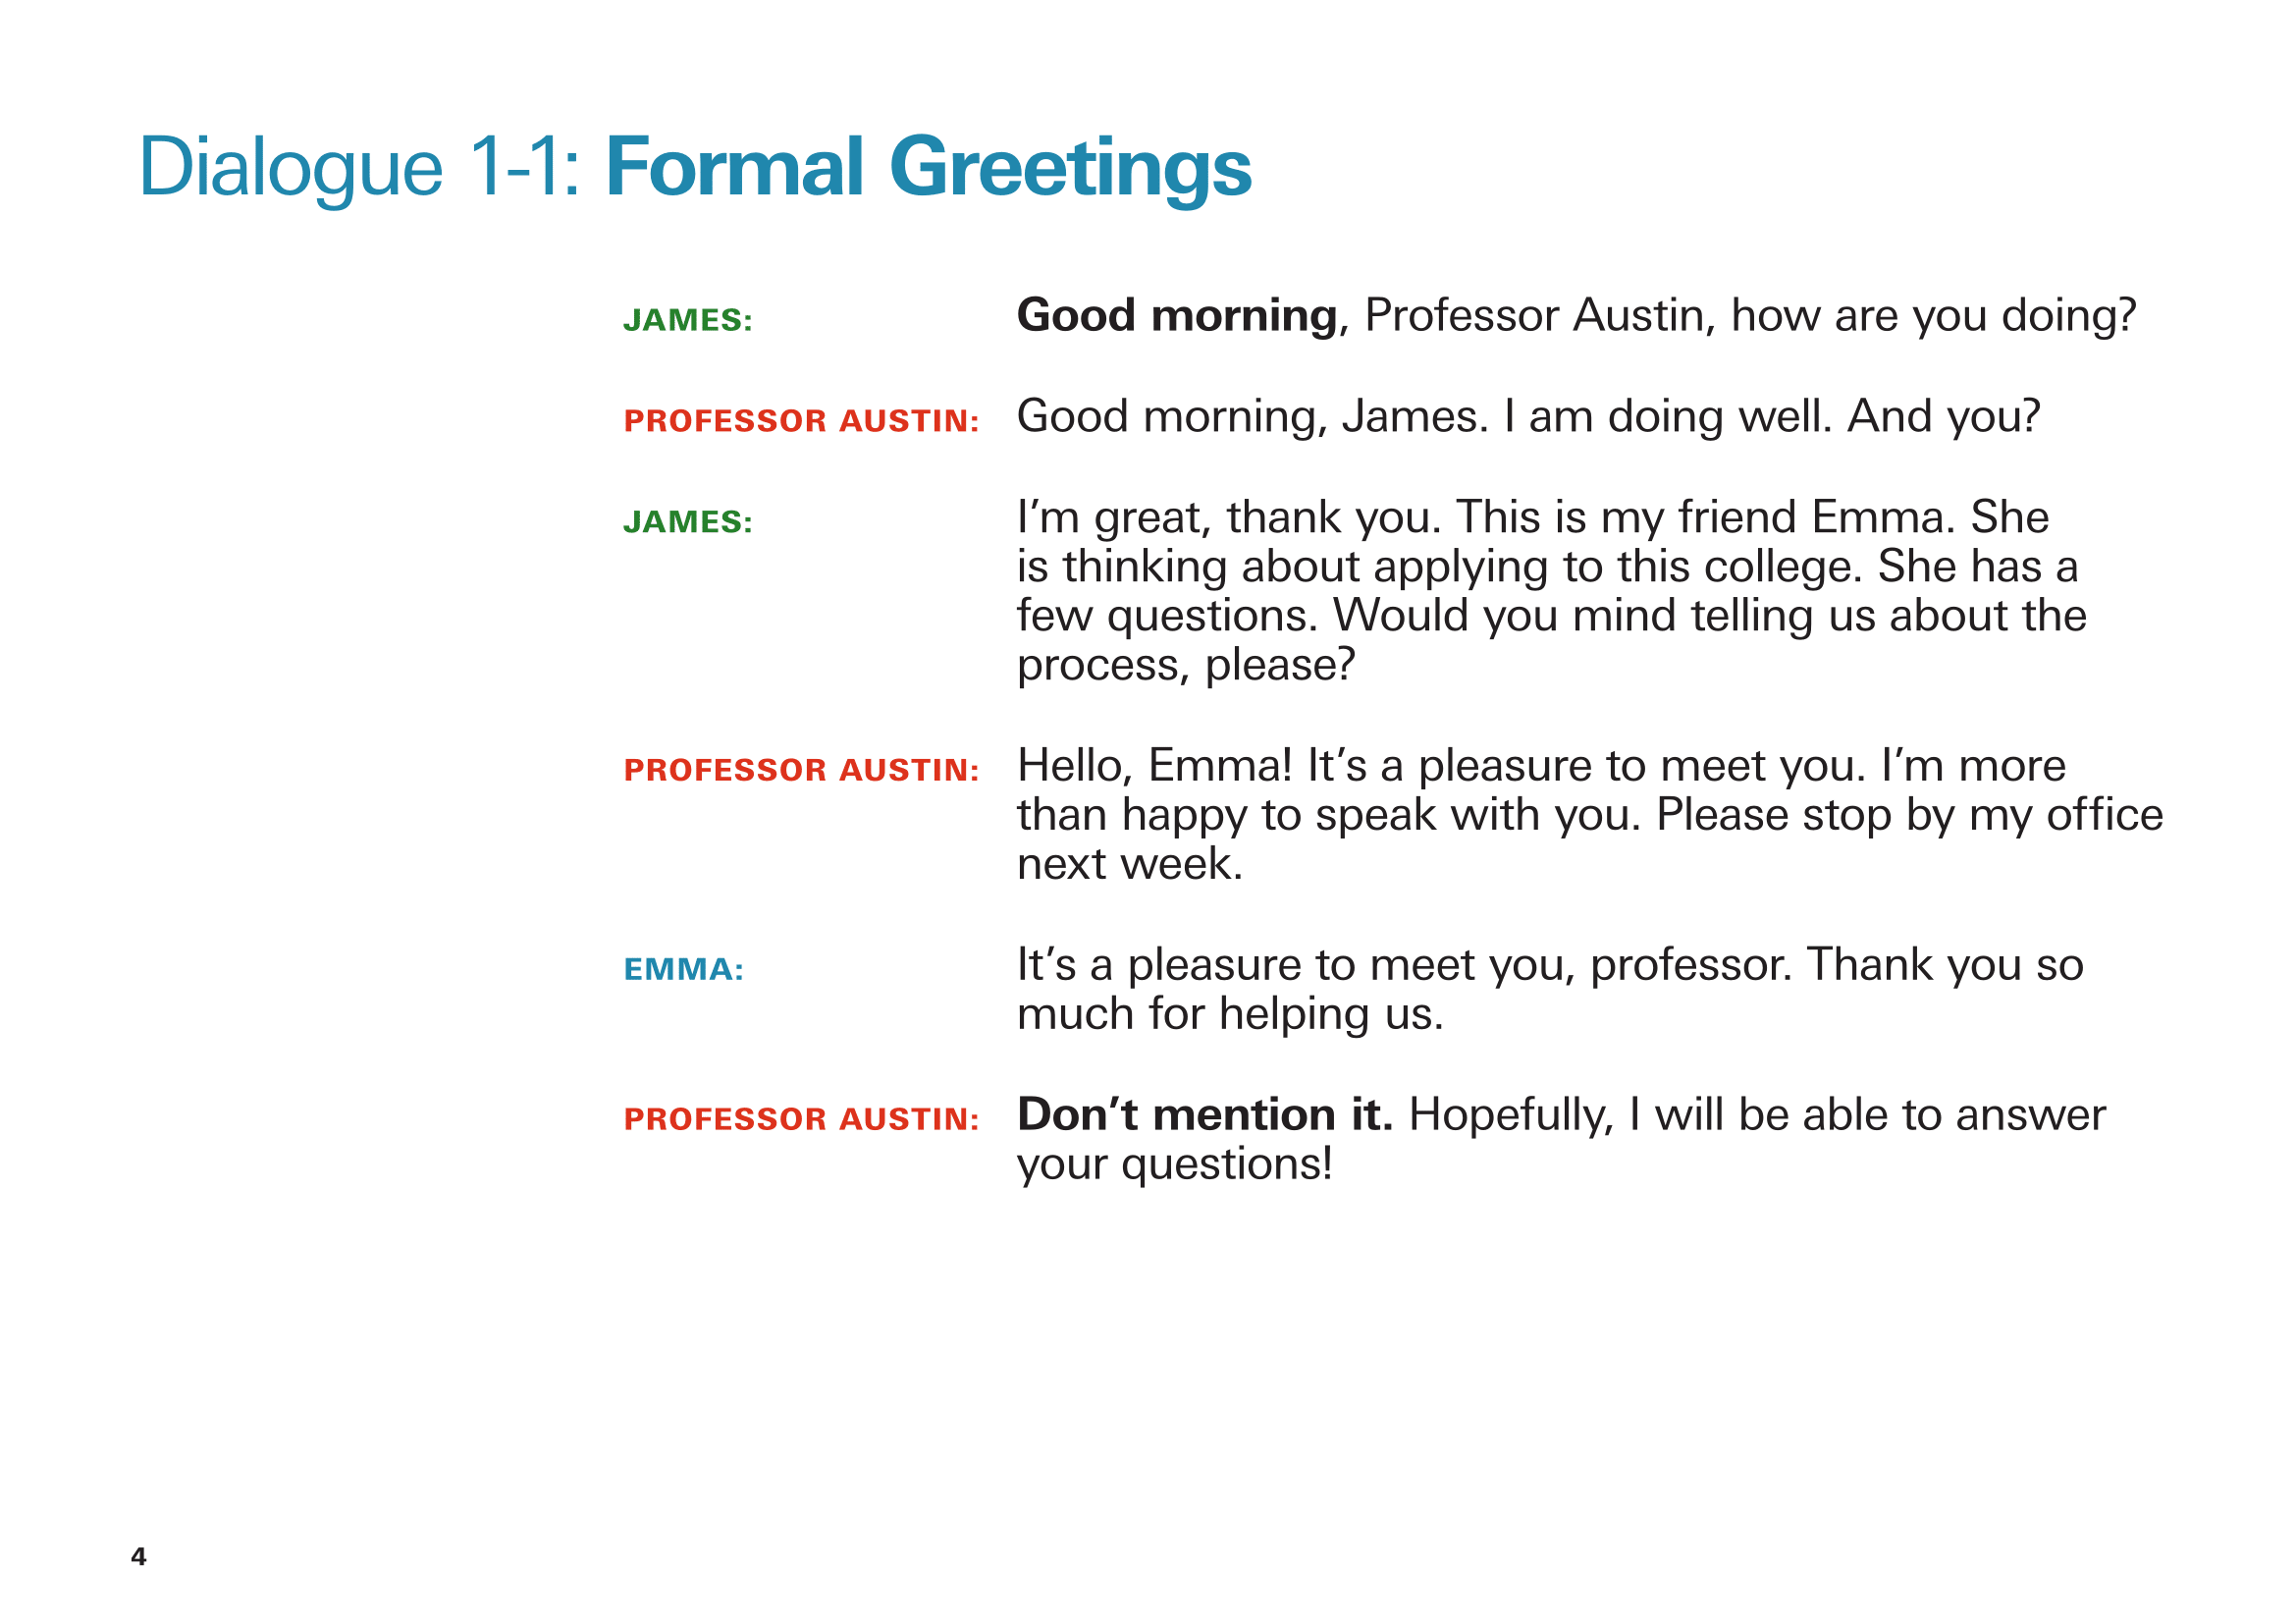 Dialogue 1-1: Formal Greetings
JAMES: Good morning, Professor Austin, how are you doing?
PROFESSOR AUSTIN: Good morning, James. I am doing well. And you?
JAMES: I’m great, thank you. This is my friend Emma. She
is thinking about applying to this college. She has a
few questions. Would you mind telling us about the
process, please?
PROFESSOR AUSTIN: Hello, Emma! It’s a pleasure to meet you. I’m more
than happy to speak with you. Please stop by my office
next week.
EMMA: It’s a pleasure to meet you, professor. Thank you so
much for helping us.
PROFESSOR AUSTIN: Don’t mention it. Hopefully, I will be able to answer
your questions!
4